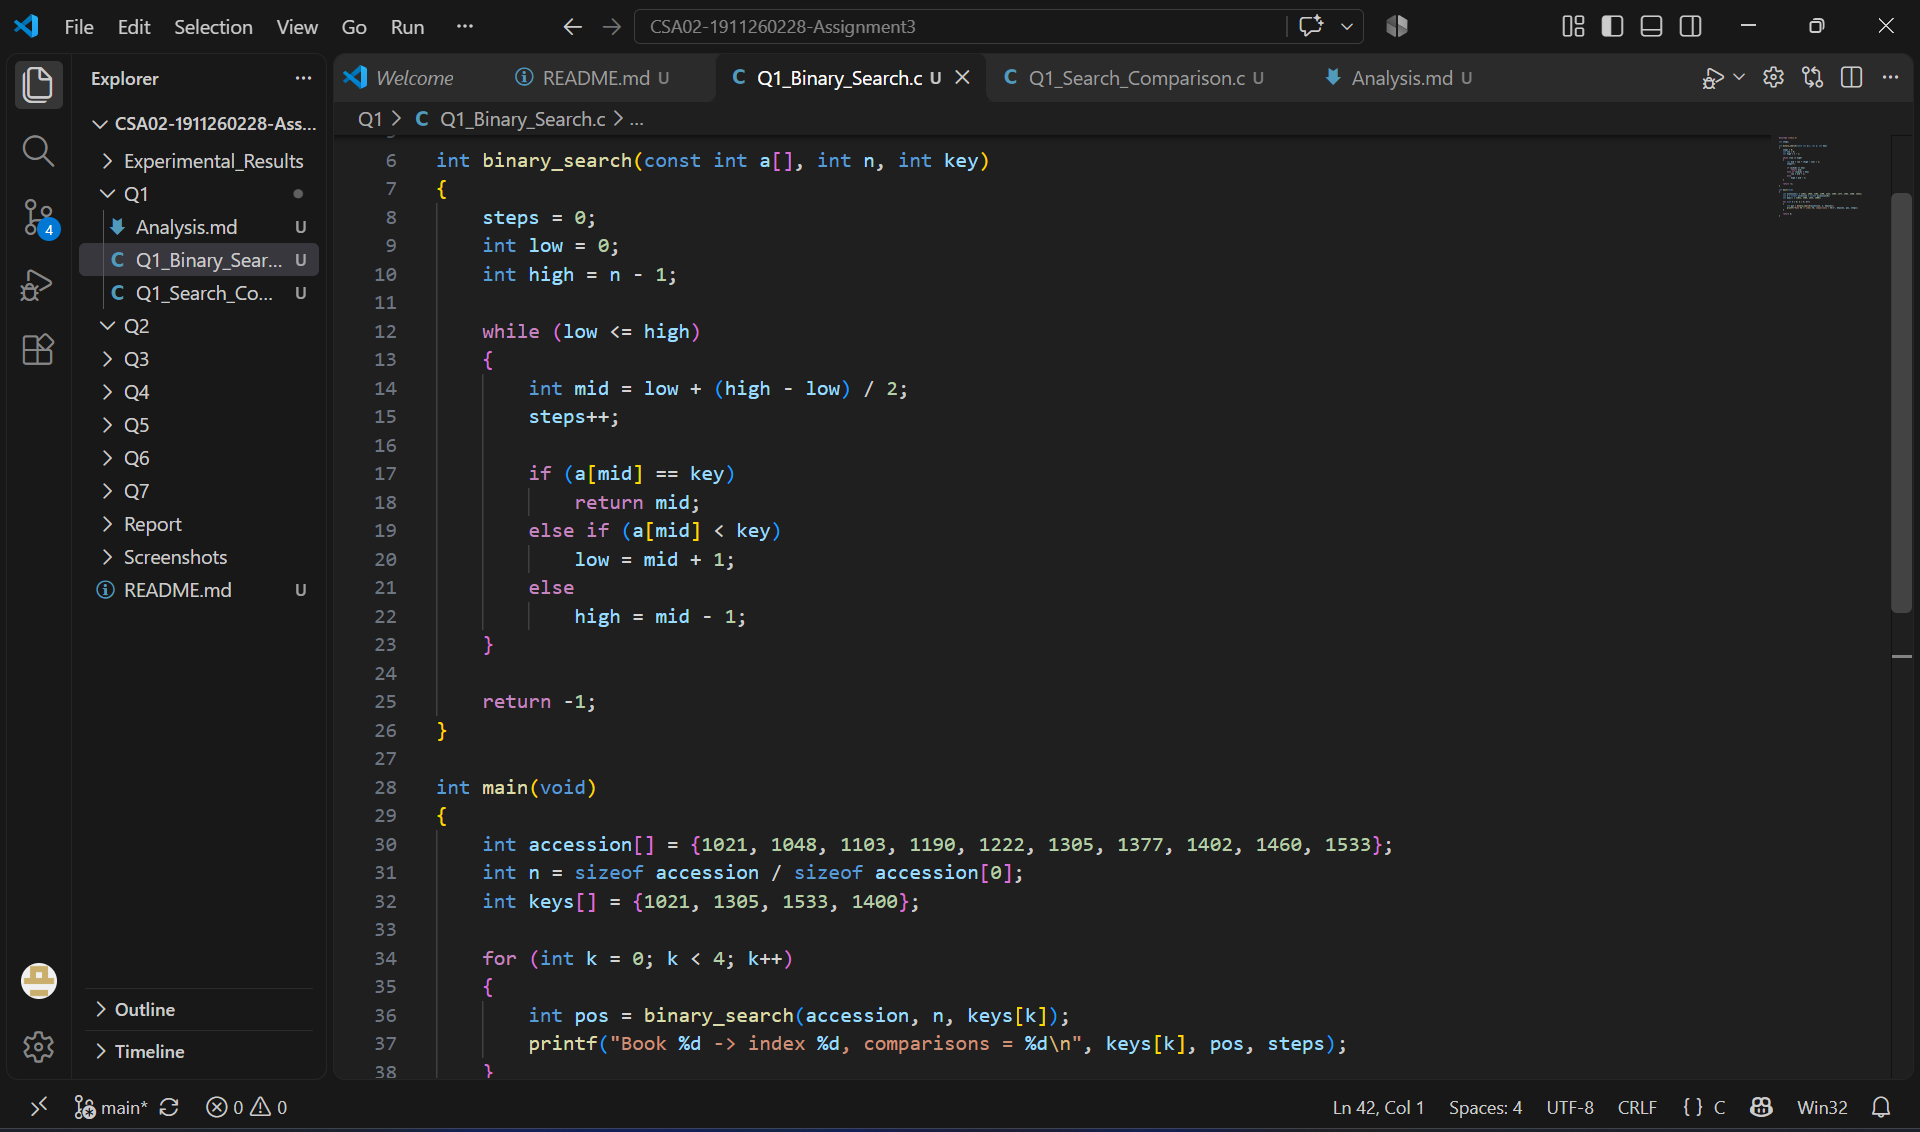 File Edit Selection View Go Run ··· CSA02-1911260228-Assignment3
Explorer ···
CSA02-1911260228-Ass...
Experimental_Results
Q1
Analysis.md U
Q1_Binary_Sear... U
Q1_Search_Co... U
Q2
Q3
Q4
Q5
Q6
Q7
Report
Screenshots
README.md U
4
Outline
Timeline
Welcome README.md U Q1_Binary_Search.c U Q1_Search_Comparison.c U Analysis.md U
Q1 > C Q1_Binary_Search.c > ...
6 int binary_search(const int a[], int n, int key)
7 {
8 steps = 0;
9 int low = 0;
10 int high = n - 1;
11
12 while (low <= high)
13 {
14 int mid = low + (high - low) / 2;
15 steps++;
16
17 if (a[mid] == key)
18 return mid;
19 else if (a[mid] < key)
20 low = mid + 1;
21 else
22 high = mid - 1;
23 }
24
25 return -1;
26 }
27
28 int main(void)
29 {
30 int accession[] = {1021, 1048, 1103, 1190, 1222, 1305, 1377, 1402, 1460, 1533};
31 int n = sizeof accession / sizeof accession[0];
32 int keys[] = {1021, 1305, 1533, 1400};
33
34 for (int k = 0; k < 4; k++)
35 {
36 int pos = binary_search(accession, n, keys[k]);
37 printf("Book %d -> index %d, comparisons = %d\n", keys[k], pos, steps);
38 }
main* 0 0 Ln 42, Col 1 Spaces: 4 UTF-8 CRLF { } C Win32